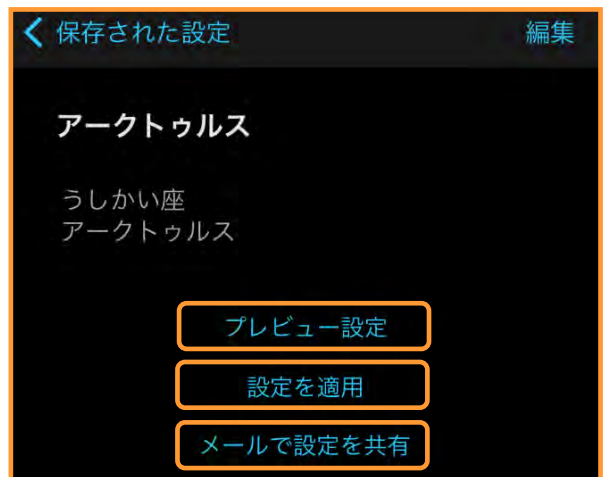 保存された設定
編集
アークトゥルス
うしかい座
アークトゥルス
プレビュー設定
設定を適用
メールで設定を共有